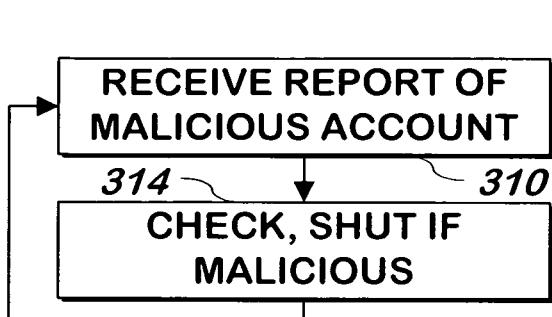 RECEIVE REPORT OF
MALICIOUS ACCOUNT
314
310
CHECK, SHUT IF
MALICIOUS